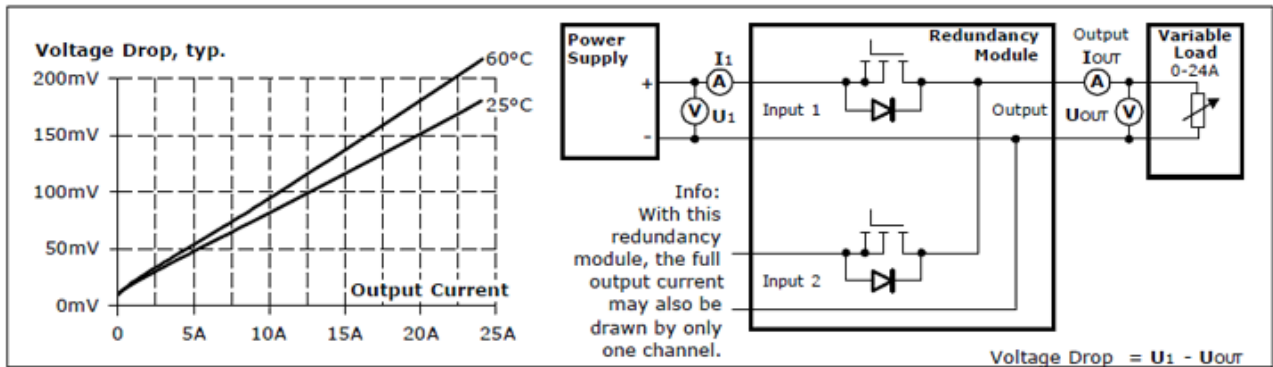 Voltage Drop, typ.
200mV
150mV
100mV
50mV
0mV
0
5A
10A
15A
20A
25A
60°C
25°C
Output Current
Power
Supply
+
-
I1
A
V
U1
Input 1
Redundancy
Module
Output
Input 2
Info:
With this
redundancy
module, the full
output current
may also be
drawn by only
one channel.
Output
IOUT
A
UOUT
V
Variable
Load
0-24A
Voltage Drop = U1 - UOUT